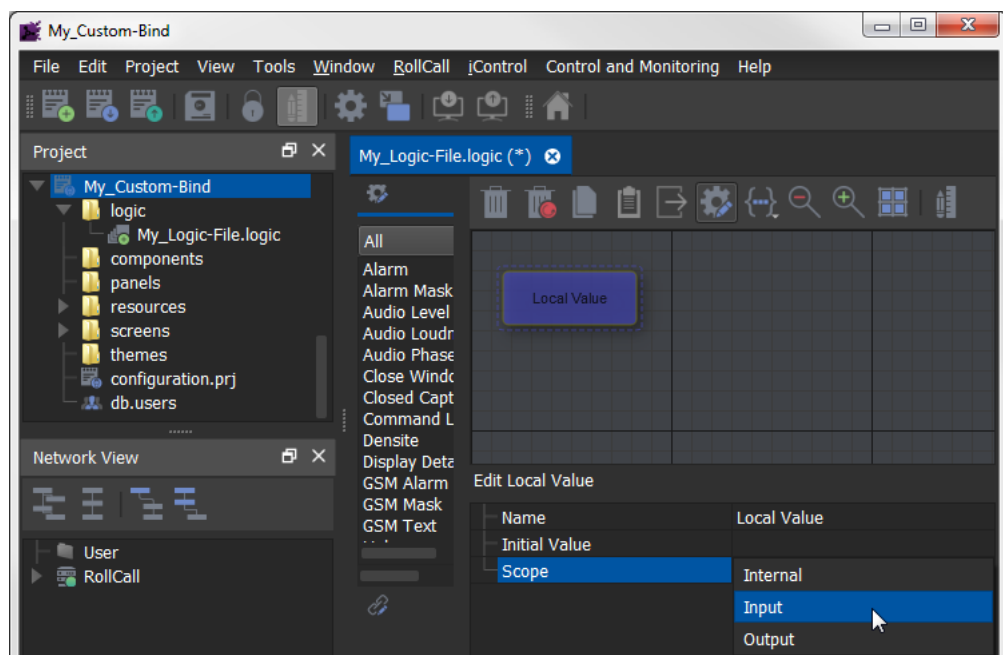 My_Custom-Bind
File Edit Project View Tools Window RollCall iControl Control and Monitoring Help
Project
My_Logic-File.logic (*)
My_Custom-Bind
logic
My_Logic-File.logic
components
panels
resources
screens
themes
configuration.prj
db.users
Network View
User
RollCall
All
Alarm
Alarm Mask
Audio Level
Audio Loudr
Audio Phase
Close Windo
Closed Capt
Command L
Densite
Display Deta
GSM Alarm
GSM Mask
GSM Text
Local Value
Edit Local Value
Name Local Value
Initial Value
Scope
Internal
Input
Output